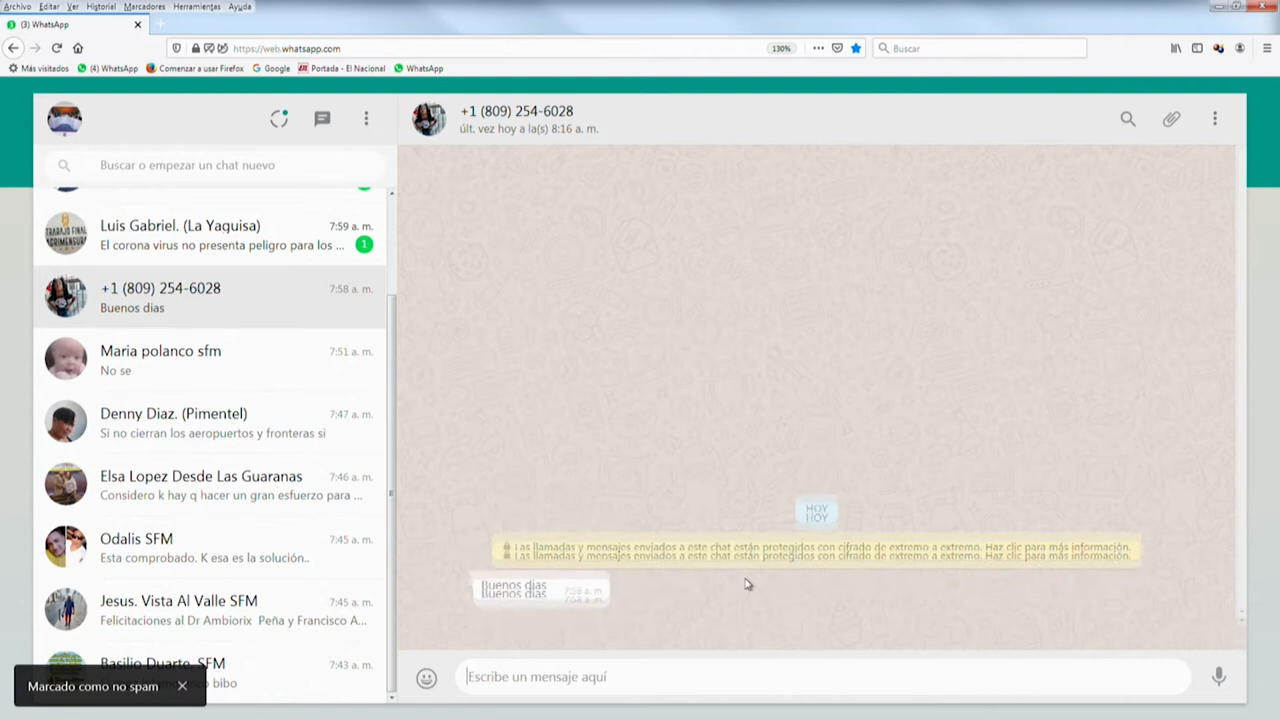 Archivo Editar Ver Historial Marcadores Herramientas Ayuda
(3) WhatsApp
https://web.whatsapp.com
130%
Buscar
Más visitados
(4) WhatsApp
Comenzar a usar Firefox
Google
Portada - El Nacional
WhatsApp
+1 (809) 254-6028
últ. vez hoy a la(s) 8:16 a. m.
Buscar o empezar un chat nuevo
Luis Gabriel. (La Yaguisa)
7:59 a. m.
El corona virus no presenta peligro para los ...
1
+1 (809) 254-6028
7:58 a. m.
Buenos dias
Maria polanco sfm
7:51 a. m.
No se
Denny Diaz. (Pimentel)
7:47 a. m.
Si no cierran los aeropuertos y fronteras si
Elsa Lopez Desde Las Guaranas
7:46 a. m.
Considero k hay q hacer un gran esfuerzo para ...
Odalis SFM
7:45 a. m.
Esta comprobado. K esa es la solución..
Jesus. Vista Al Valle SFM
7:45 a. m.
Felicitaciones al Dr Ambiorix Peña y Francisco A...
Basilio Duarte. SFM
7:43 a. m.
bibo
Marcado como no spam
TRABAJO FINAL
AGRIMENSURA
HOY
Las llamadas y mensajes enviados a este chat están protegidos con cifrado de extremo a extremo. Haz clic para más información.
Buenos dias
7:58 a. m.
Escribe un mensaje aquí